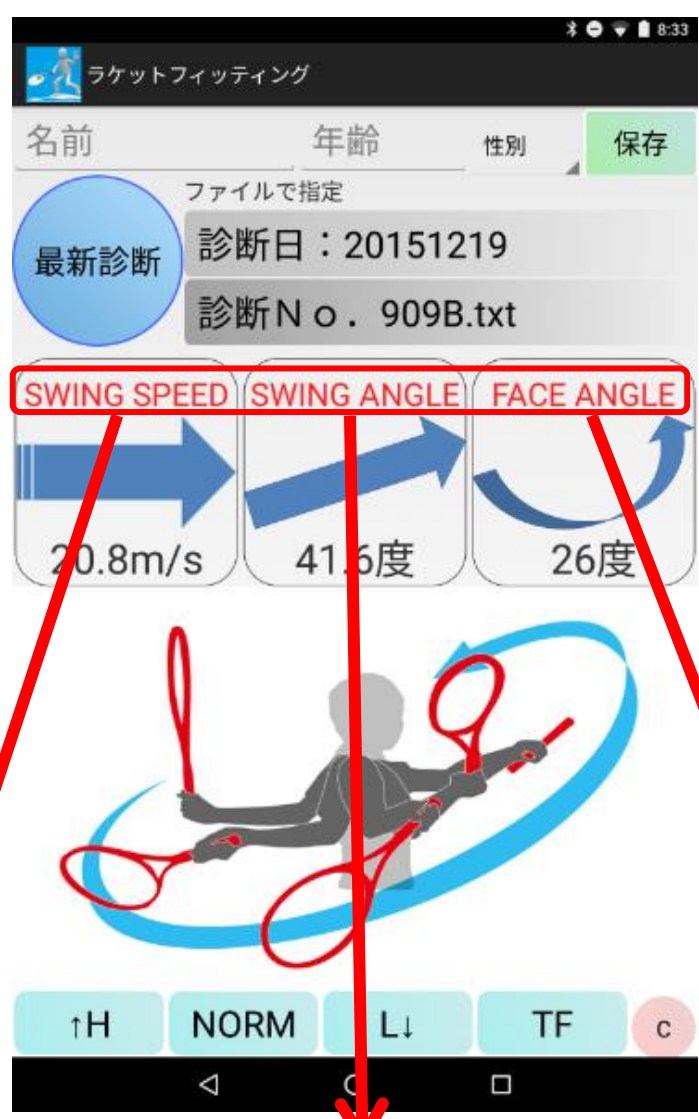 8:33
ラケットフィッティング
名前 年齢 性別 保存
ファイルで指定
最新診断
診断日：20151219
診断Ｎｏ．909B.txt
SWING SPEED SWING ANGLE FACE ANGLE
20.8m/s 41.6度 26度
↑H NORM L↓ TF c